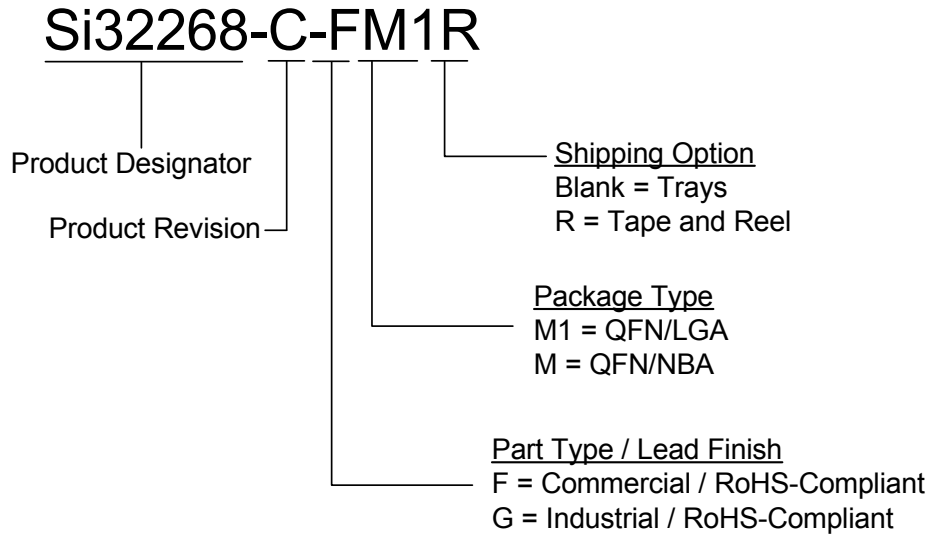 Si32268-C-FM1R
Product Designator
Product Revision
Shipping Option
Blank = Trays
R = Tape and Reel
Package Type
M1 = QFN/LGA
M = QFN/NBA
Part Type / Lead Finish
F = Commercial / RoHS-Compliant
G = Industrial / RoHS-Compliant